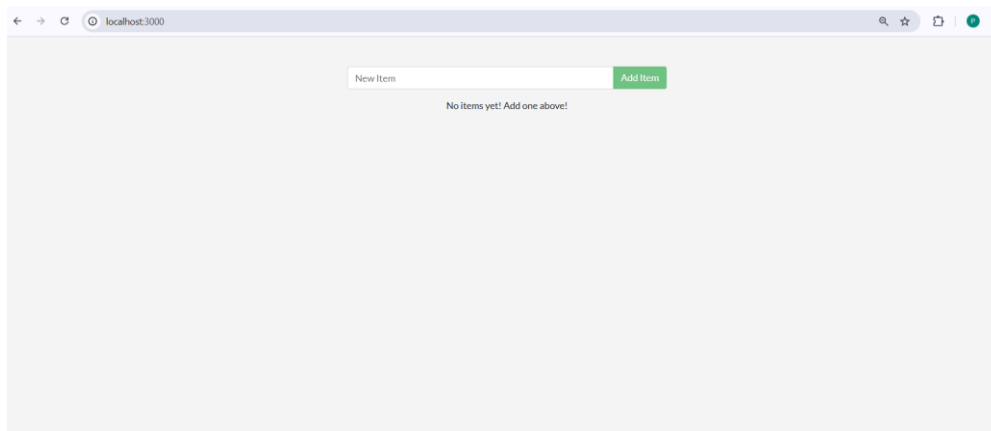 localhost:3000
New Item
Add Item
No items yet! Add one above!
P